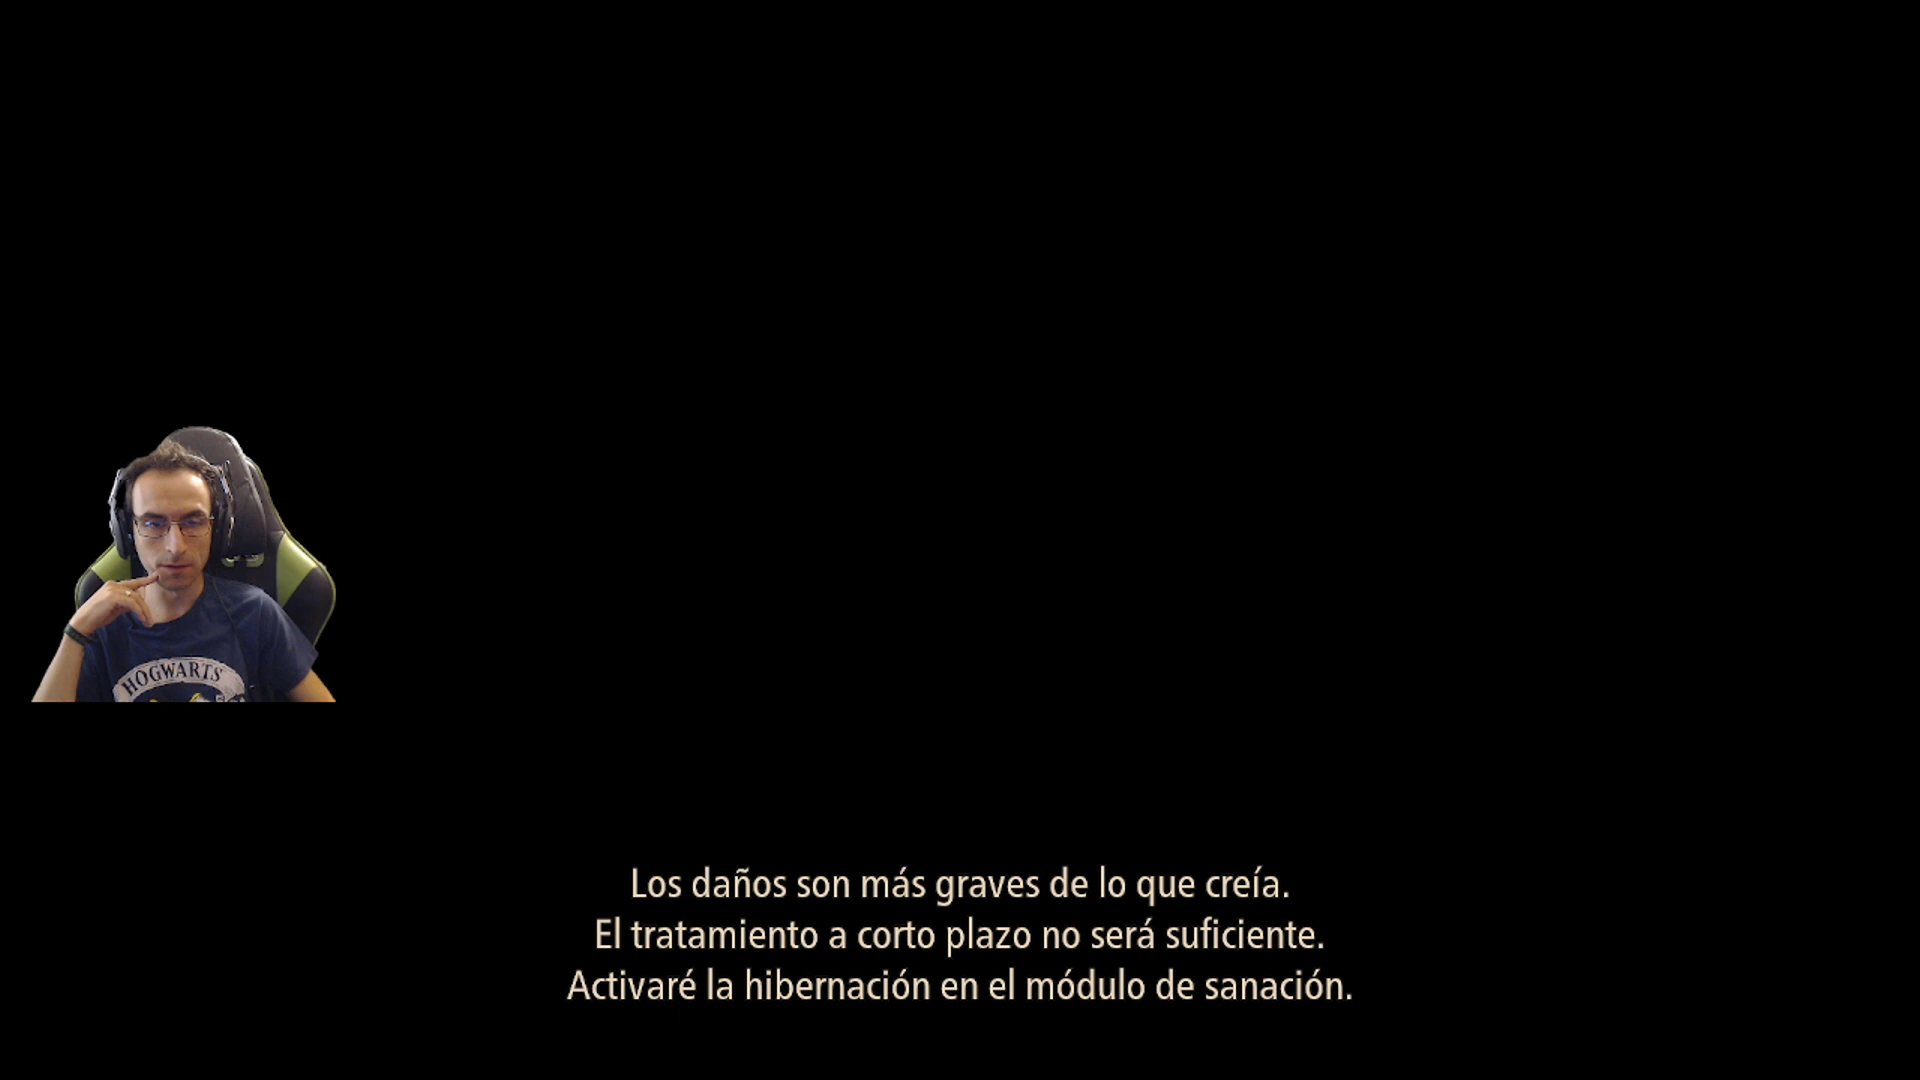 HOGWARTS
Los daños son más graves de lo que creía.
El tratamiento a corto plazo no será suficiente.
Activaré la hibernación en el módulo de sanación.